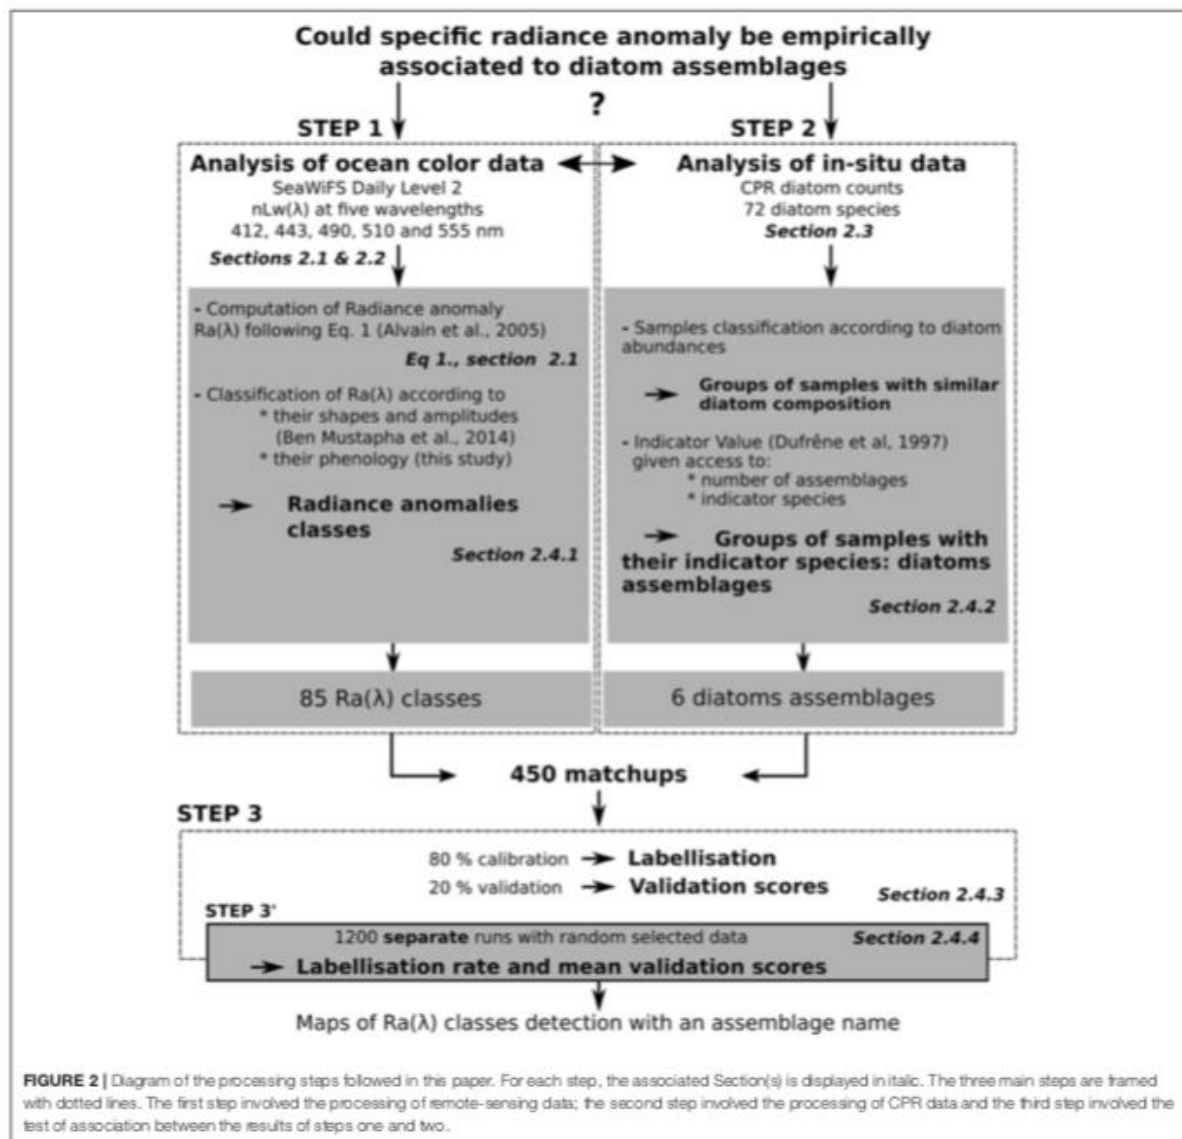 Could specific radiance anomaly be empirically
associated to diatom assemblages
?
STEP 1
Analysis of ocean color data
SeaWiFS Daily Level 2
nLw(λ) at five wavelengths
412, 443, 490, 510 and 555 nm
Sections 2.1 & 2.2
- Computation of Radiance anomaly
Ra(λ) following Eq. 1 (Alvain et al., 2005)
Eq 1., section 2.1
- Classification of Ra(λ) according to
* their shapes and amplitudes
(Ben Mustapha et al., 2014)
* their phenology (this study)
Radiance anomalies
classes
Section 2.4.1
85 Ra(λ) classes
STEP 2
Analysis of in-situ data
CPR diatom counts
72 diatom species
Section 2.3
- Samples classification according to diatom
abundances
Groups of samples with similar
diatom composition
- Indicator Value (Dufrêne et al, 1997)
given access to:
* number of assemblages
* indicator species
Groups of samples with
their indicator species: diatoms
assemblages
Section 2.4.2
6 diatoms assemblages
450 matchups
STEP 3
80 % calibration Labellisation
20 % validation Validation scores
Section 2.4.3
STEP 3'
1200 separate runs with random selected data
Section 2.4.4
Labellisation rate and mean validation scores
Maps of Ra(λ) classes detection with an assemblage name
FIGURE 2 | Diagram of the processing steps followed in this paper. For each step, the associated Section(s) is displayed in italic. The three main steps are framed
with dotted lines. The first step involved the processing of remote-sensing data; the second step involved the processing of CPR data and the third step involved the
test of association between the results of steps one and two.